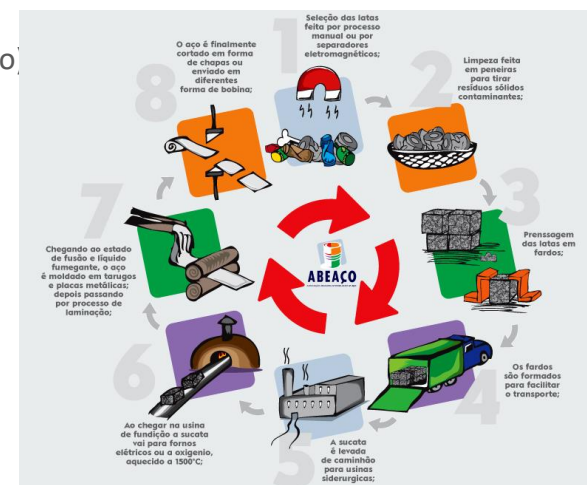 o)
1
Seleção das latas
feita por processo
manual ou por
separadores
eletromagnéticos;
2
Limpeza feita
em peneiras
para tirar
resíduos sólidos
contaminantes;
3
Prenssagem
das latas em
fardos;
4
Os fardos
são formados
para facilitar
o transporte;
5
A sucata
é levada
de caminhão
para usinas
siderurgicas;
6
Ao chegar na usina
de fundição a sucata
vai para fornos
elétricos ou a oxigenio,
aquecido a 1500°C;
7
Chegando ao estado
de fusão e líquido
fumegante, o aço
é moldado em tarugos
e placas metálicas;
depois passando
por processo de
laminação;
8
O aço é finalmente
cortado em forma
de chapas ou
enviado em
diferentes
forma de bobina;
ABEAÇO